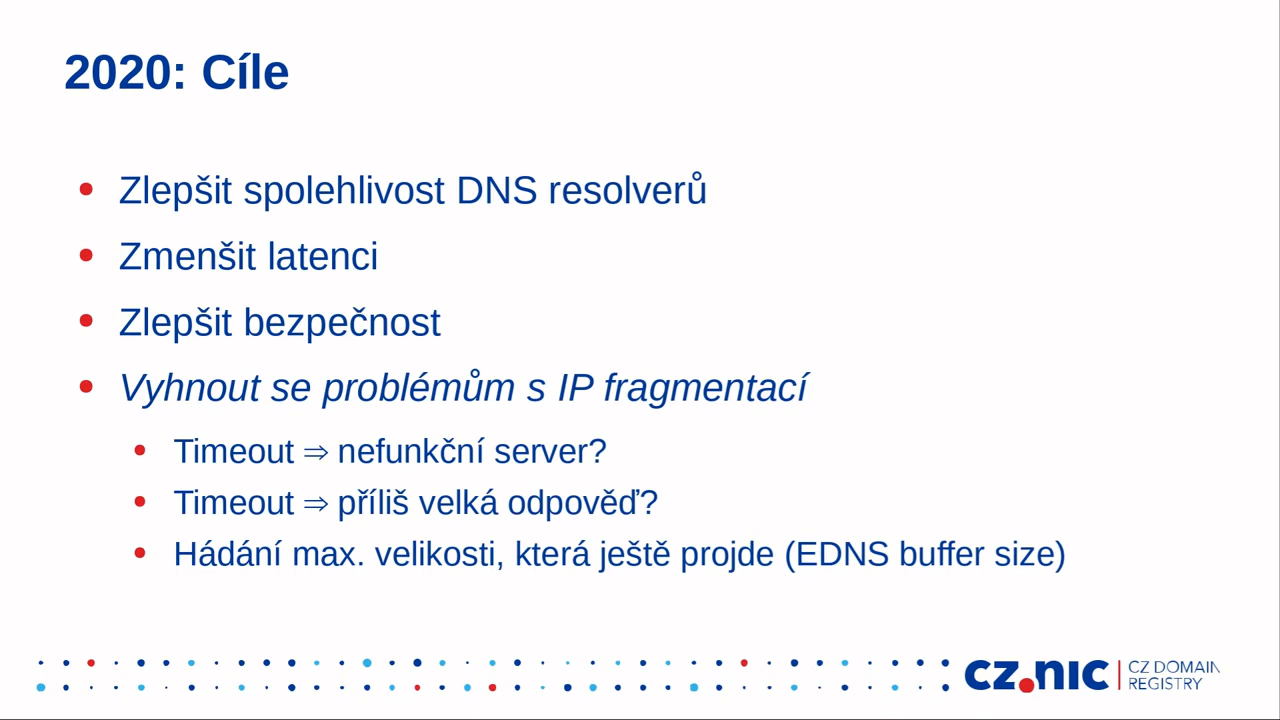 2020: Cíle
Zlepšit spolehlivost DNS resolverů
Zmenšit latenci
Zlepšit bezpečnost
Vyhnout se problémům s IP fragmentací
Timeout ⇒ nefunkční server?
Timeout ⇒ příliš velká odpověď?
Hádání max. velikosti, která ještě projde (EDNS buffer size)
CZ.NIC | CZ DOMAIN
REGISTRY